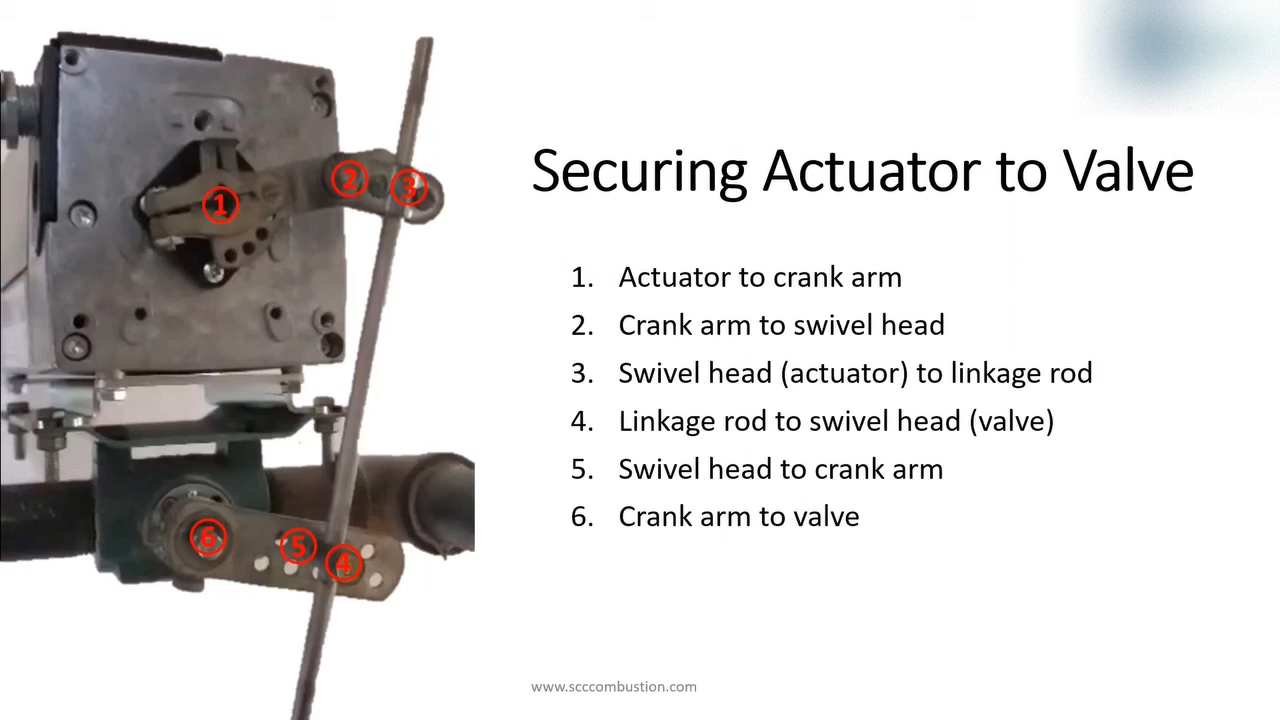 Securing Actuator to Valve
1. Actuator to crank arm
2. Crank arm to swivel head
3. Swivel head (actuator) to linkage rod
4. Linkage rod to swivel head (valve)
5. Swivel head to crank arm
6. Crank arm to valve
1
2
3
6
5
4
www.scccombustion.com